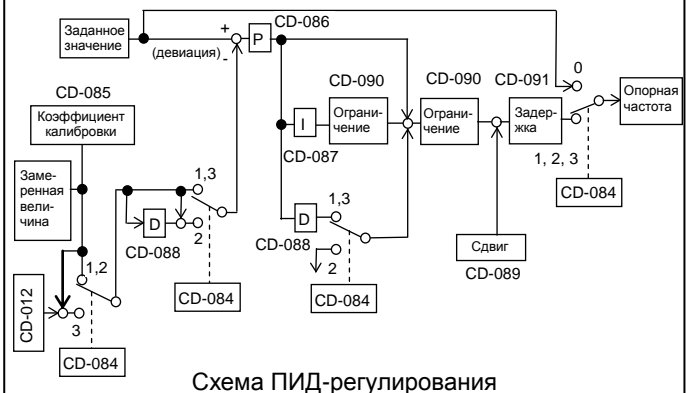 Заданное
значение
+
(девиация)
-
P
CD-086
CD-085
Коэффициент
калибровки
Заме-
ренная
вели-
чина
CD-012
1,2
3
CD-084
D
CD-088
1,3
2
CD-084
I
CD-087
CD-090
Ограни-
чение
D
CD-088
1,3
2
CD-084
CD-090
Ограни-
чение
CD-091
Задер-
жка
Сдвиг
CD-089
0
1, 2, 3
CD-084
Опорная
частота
Схема ПИД-регулирования